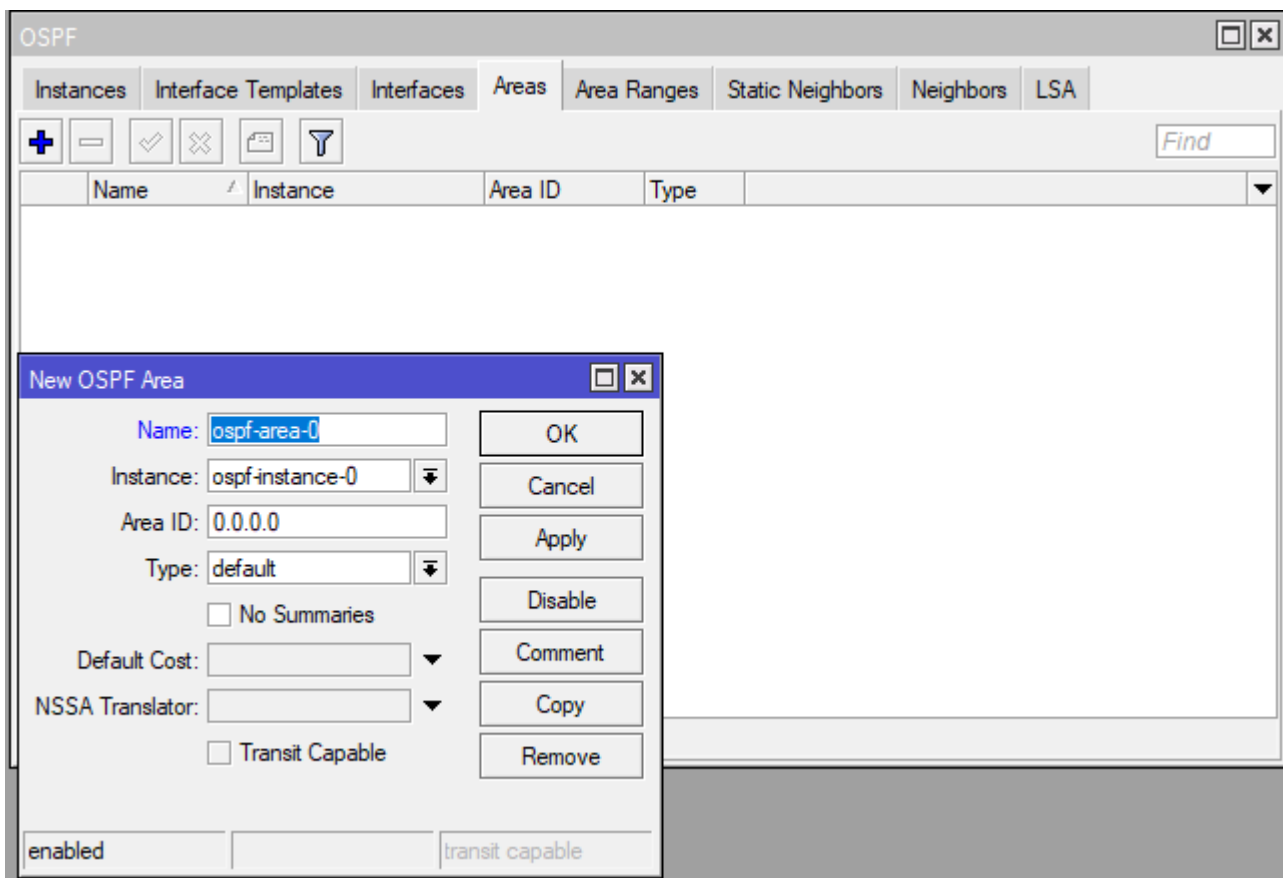 OSPF
Instances Interface Templates Interfaces Areas Area Ranges Static Neighbors Neighbors LSA
Find
Name Instance Area ID Type
New OSPF Area
Name: ospf-area-0 OK
Instance: ospf-instance-0 Cancel
Area ID: 0.0.0.0 Apply
Type: default
No Summaries Disable
Default Cost: Comment
NSSA Translator: Copy
Transit Capable Remove
enabled transit capable